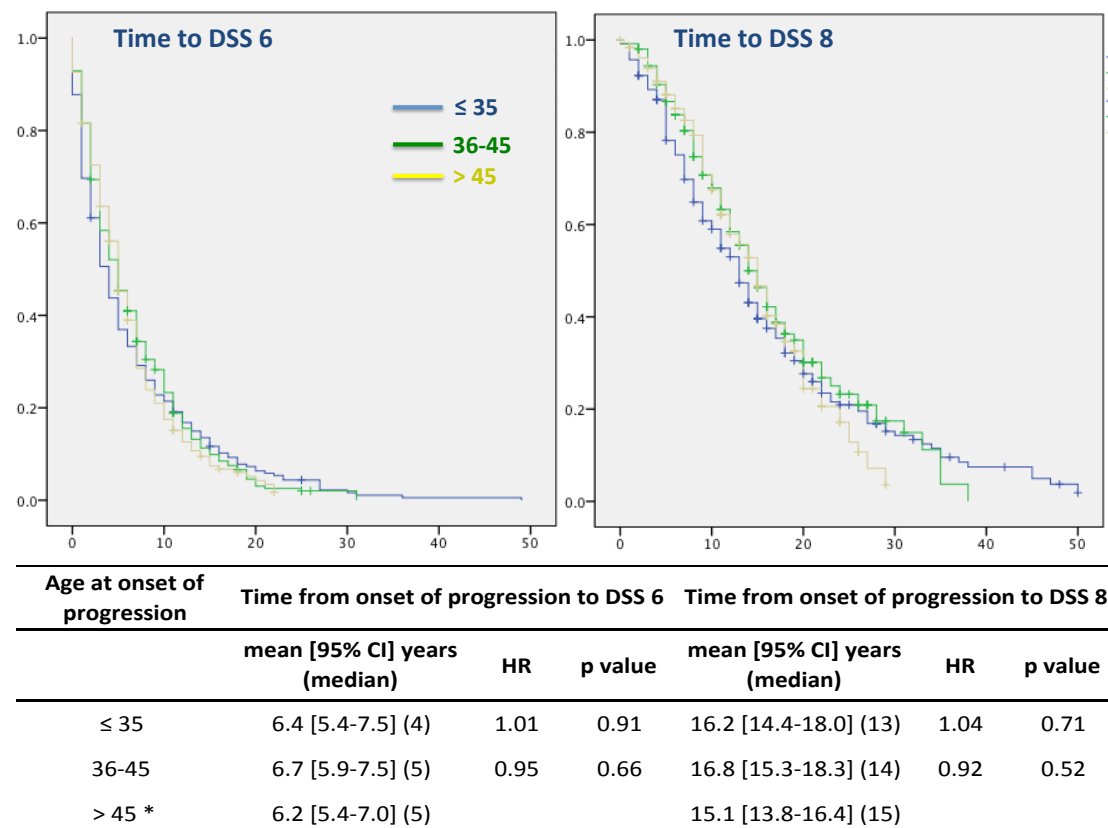 Time to DSS 6
1.0
0.8
0.6
0.4
0.2
0.0
≤ 35
36-45
> 45
0 10 20 30 40 50
Time to DSS 8
1.0
0.8
0.6
0.4
0.2
0.0
0 10 20 30 40 50
Age at onset of progression Time from onset of progression to DSS 6 Time from onset of progression to DSS 8
mean [95% CI] years (median) HR p value mean [95% CI] years (median) HR p value
≤ 35 6.4 [5.4-7.5] (4) 1.01 0.91 16.2 [14.4-18.0] (13) 1.04 0.71
36-45 6.7 [5.9-7.5] (5) 0.95 0.66 16.8 [15.3-18.3] (14) 0.92 0.52
> 45 * 6.2 [5.4-7.0] (5) 15.1 [13.8-16.4] (15)